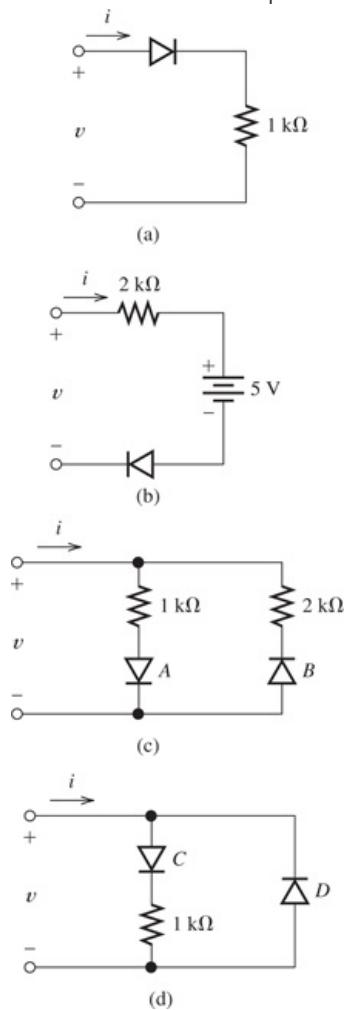 i
+
v
−
1 kΩ
(a)
i
2 kΩ
+
v
−
+
−
5 V
(b)
i
+
v
−
1 kΩ
A
2 kΩ
B
(c)
i
+
v
−
C
1 kΩ
D
(d)